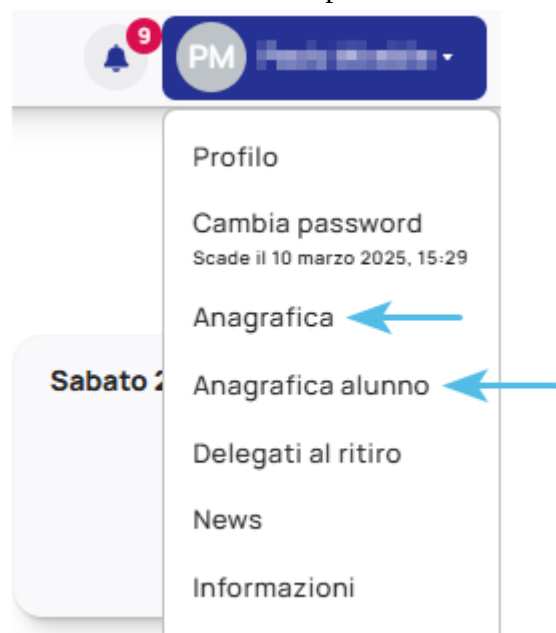 9
PM
Profilo
Cambia password
Scade il 10 marzo 2025, 15:29
Anagrafica
Sabato 2
Anagrafica alunno
Delegati al ritiro
News
Informazioni